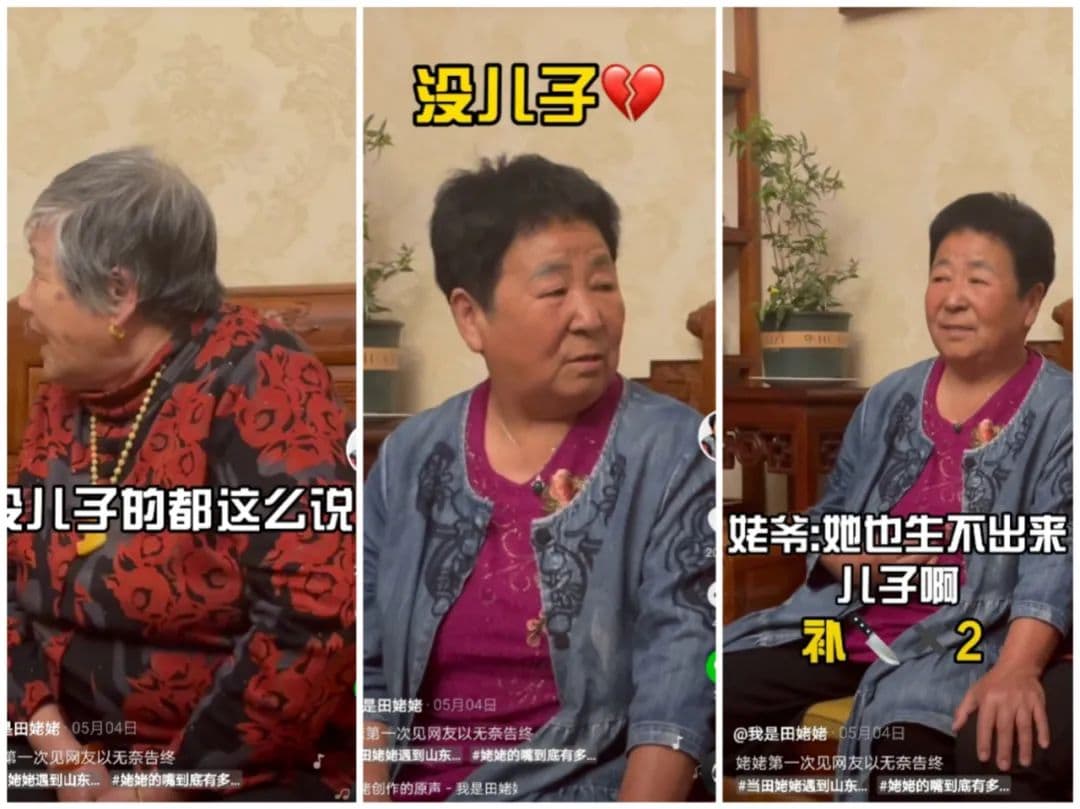 没儿子的都这么说
是田姥姥 · 05月04日
第一次见网友以无奈告终
姥姥遇到山东... #姥姥的嘴到底有多...
没儿子💔
是田姥姥 · 05月04日
第一次见网友以无奈告终
田姥姥遇到山东... #姥姥的嘴到底有多...
姥创作的原声 - 我是田姥姥
姥爷:她也生不出来
儿子啊
补🔪×2
@我是田姥姥 · 05月04日
姥姥第一次见网友以无奈告终
#当田姥姥遇到山东... #姥姥的嘴到底有多...